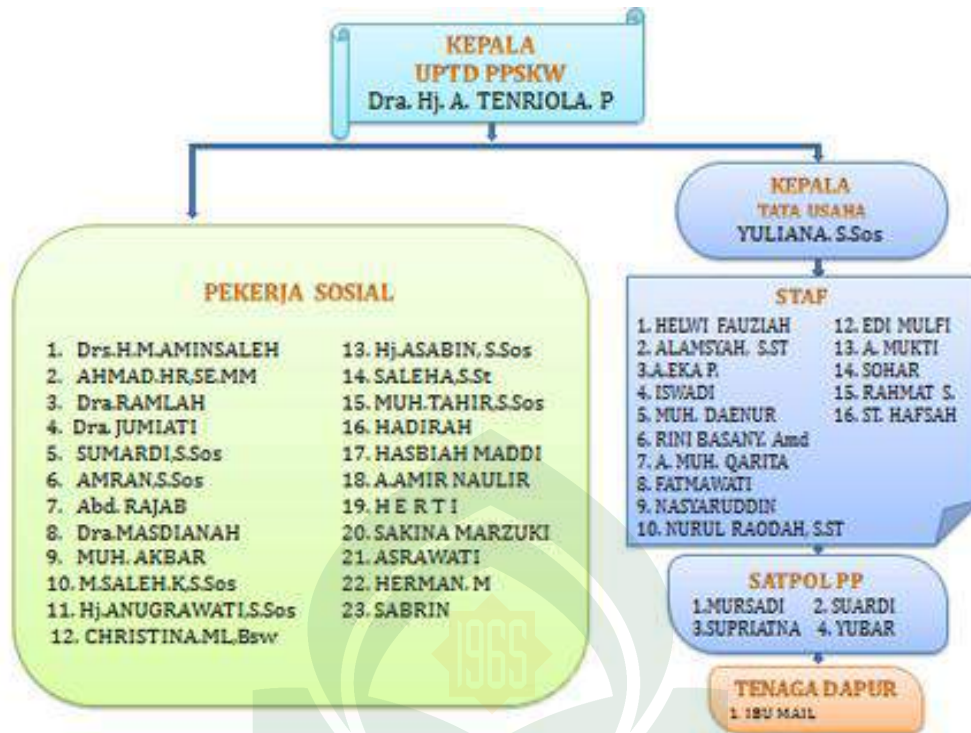 KEPALA
UPTD PPSKW
Dra. Hj. A. TENRIOLA. P
KEPALA
TATA USAHA
YULIANA. S.Sos
PEKERJA SOSIAL
1. Drs.H.M.AMINSALEH
2. AHMAD.HR,SE.MM
3. Dra.RAMLAH
4. Dra. JUMIATI
5. SUMARDI,S.Sos
6. AMRAN,S.Sos
7. Abd. RAJAB
8. Dra.MASDIANAH
9. MUH. AKBAR
10. M.SALEH.K,S.Sos
11. Hj.ANUGRAWATI,S.Sos
12. CHRISTINA.ML,Bsw
13. Hj.ASABIN, S.Sos
14. SALEHA,S.St
15. MUH.TAHIR,S.Sos
16. HADIRAH
17. HASBIAH MADDI
18. A.AMIR NAULIR
19. H E R T I
20. SAKINA MARZUKI
21. ASRAWATI
22. HERMAN. M
23. SABRIN
STAF
1. HELWI FAUZIAH
2. ALAMSYAH. S.ST
3.A.EKA P.
4. ISWADI
5. MUH. DAENUR
6. RINI BASANY. Amd
7. A. MUH. QARITA
8. FATMAWATI
9. NASYARUDDIN
10. NURUL RAODAH, S.ST
12. EDI MULFI
13. A. MUKTI
14. SOHAR
15. RAHMAT S.
16. ST. HAFSAH
SATPOL PP
1.MURSADI 2. SUARDI
3.SUPRIATNA 4. YUBAR
TENAGA DAPUR
1. IBU MAIL
1965